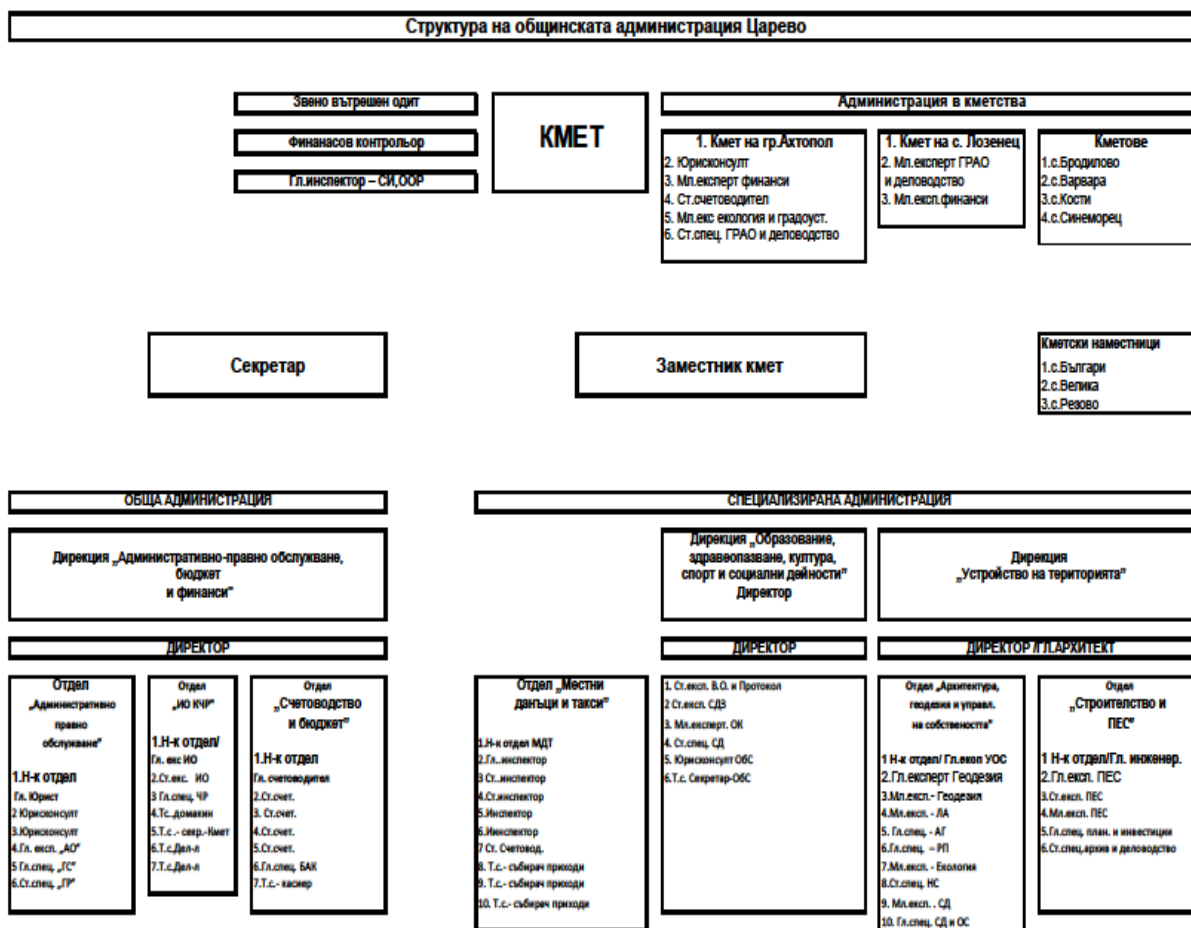 Структура на общинската администрация Царево
Звено вътрешен одит
Финанасов контрольор
Гл.инспектор – СИ,ООР
КМЕТ
Администрация в кметства
1. Кмет на гр.Ахтопол
2. Юрисконсулт
3. Мл.експерт финанси
4. Ст.счетоводител
5. Мл.екс екология и градоуст.
6. Ст.спец. ГРАО и деловодство
1. Кмет на с. Лозенец
2. Мл.експерт ГРАО
и деловодство
3. Мл.експ.финанси
Кметове
1.с.Бродилово
2.с.Варвара
3.с.Кости
4.с.Синеморец
Секретар
Заместник кмет
Кметски наместници
1.с.Българи
2.с.Велика
3.с.Резово
ОБЩА АДМИНИСТРАЦИЯ
СПЕЦИАЛИЗИРАНА АДМИНИСТРАЦИЯ
Дирекция „Административно-правно обслужване,
бюджет
и финанси”
Дирекция „Образование,
здравеопазване, култура,
спорт и социални дейности”
Директор
Дирекция
„Устройство на територията”
ДИРЕКТОР
ДИРЕКТОР
ДИРЕКТОР /ГЛ.АРХИТЕКТ
Отдел
„Административно
правно
обслужване”
1.Н-к отдел
Гл. Юрист
2 Юрисконсулт
3.Юрисконсулт
4.Гл. експ. „АО”
5 Гл.спец. „ГС”
6.Ст.спец. „ГР”
Отдел
„ИО КЧР”
1.Н-к отдел/
Гл. екс ИО
2.Ст.екс. ИО
3 Гл.спец. ЧР
4.Тс..домакин
5.Т.с .- секр.-Кмет
6.Т.с.Дел-л
7.Т.с.Дел-л
Отдел
„Счетоводство
и бюджет”
1.Н-к отдел
Гл. счетоводител
2.Ст.счет.
3. Ст.счет.
4.Ст.счет.
5.Ст.счет.
6.Гл.спец. БАК
7.Т.с.- касиер
Отдел „Местни
данъци и такси”
1.Н-к отдел МДТ
2.Гл..инспектор
3 Ст..инспектор
4.Ст.инспектор
5.Инспектор
6.Иинспектор
7 Ст. Счетовод.
8. Т.с.- събирач приходи
9. Т.с.- събирач приходи
10. Т.с.- събирач приходи
1. Ст.експ. В.О. и Протокол
2 Ст.експ. СДЗ
3. Мл.експерт. ОК
4. Ст.спец. СД
5. Юрисконсулт ОбС
6.Т.с. Секретар-ОбС
Отдел „Архитектура,
геодезия и управл.
на собствеността”
1 Н-к отдел/ Гл.екоп УОС
2.Гл.експерт Геодезия
3.Мл.експ.- Геодезия
4.Мл.експ. - ЛА
5. Гл.спец. - АГ
6.Гл.спец. – РП
7.Мл.експ. - Екология
8.Ст.спец. НС
9. Мл.експ. . СД
10. Гл.спец. СД и ОС
Отдел
„Строителство и
ПЕС”
1 Н-к отдел/Гл. инженер.
2.Гл.експ. ПЕС
3.Ст.експ. ПЕС
4.Мл.експ. ПЕС
5.Гл.спец. план. и инвестиции
6.Ст.спец.архив и деловодство